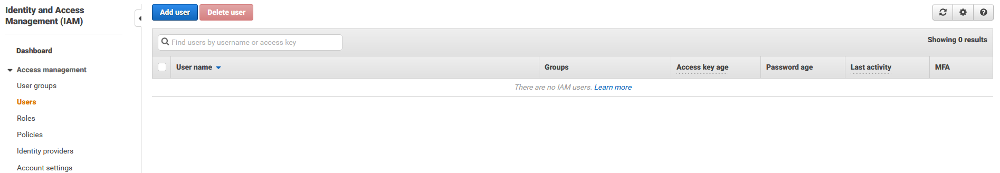 Identity and Access
Management (IAM)
Dashboard
Access management
User groups
Users
Roles
Policies
Identity providers
Account settings
Add user
Delete user
Find users by username or access key
Showing 0 results
User name
Groups
Access key age
Password age
Last activity
MFA
There are no IAM users. Learn more